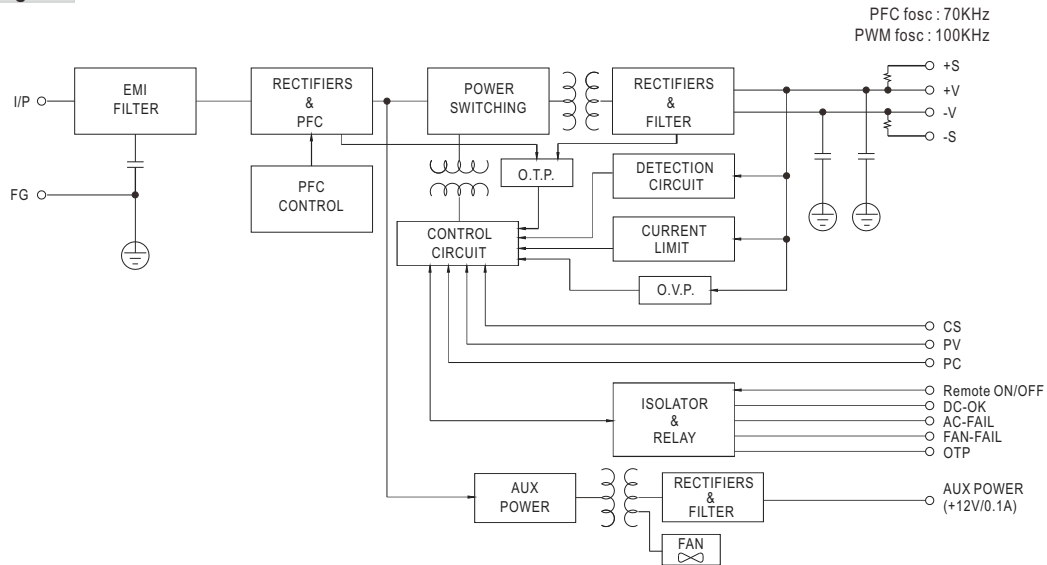 PFC fosc : 70KHz
PWM fosc : 100KHz
I/P
EMI
FILTER
RECTIFIERS
&
PFC
POWER
SWITCHING
RECTIFIERS
&
FILTER
+S
+V
-V
-S
FG
PFC
CONTROL
O.T.P.
DETECTION
CIRCUIT
CONTROL
CIRCUIT
CURRENT
LIMIT
O.V.P.
CS
PV
PC
ISOLATOR
&
RELAY
Remote ON/OFF
DC-OK
AC-FAIL
FAN-FAIL
OTP
AUX
POWER
RECTIFIERS
&
FILTER
AUX POWER
(+12V/0.1A)
FAN